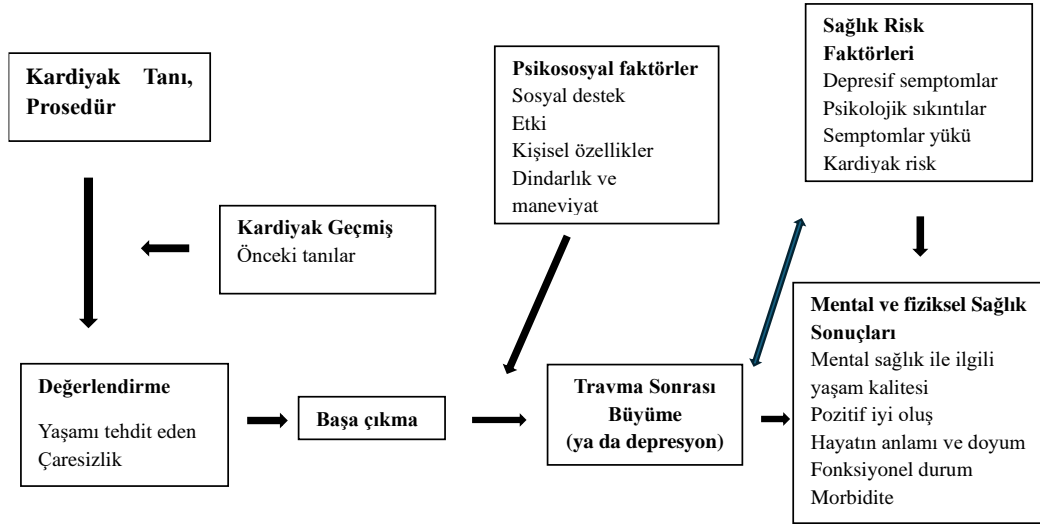 Kardiyak Tanı,
Prosedür
Psikososyal faktörler
Sosyal destek
Etki
Kişisel özellikler
Dindarlık ve
maneviyat
Sağlık Risk
Faktörleri
Depresif semptomlar
Psikolojik sıkıntılar
Semptomlar yükü
Kardiyak risk
Kardiyak Geçmiş
Önceki tanılar
Değerlendirme
Yaşamı tehdit eden
Çaresizlik
Başa çıkma
Travma Sonrası
Büyüme
(ya da depresyon)
Mental ve fiziksel Sağlık
Sonuçları
Mental sağlık ile ilgili
yaşam kalitesi
Pozitif iyi oluş
Hayatın anlamı ve doyum
Fonksiyonel durum
Morbidite